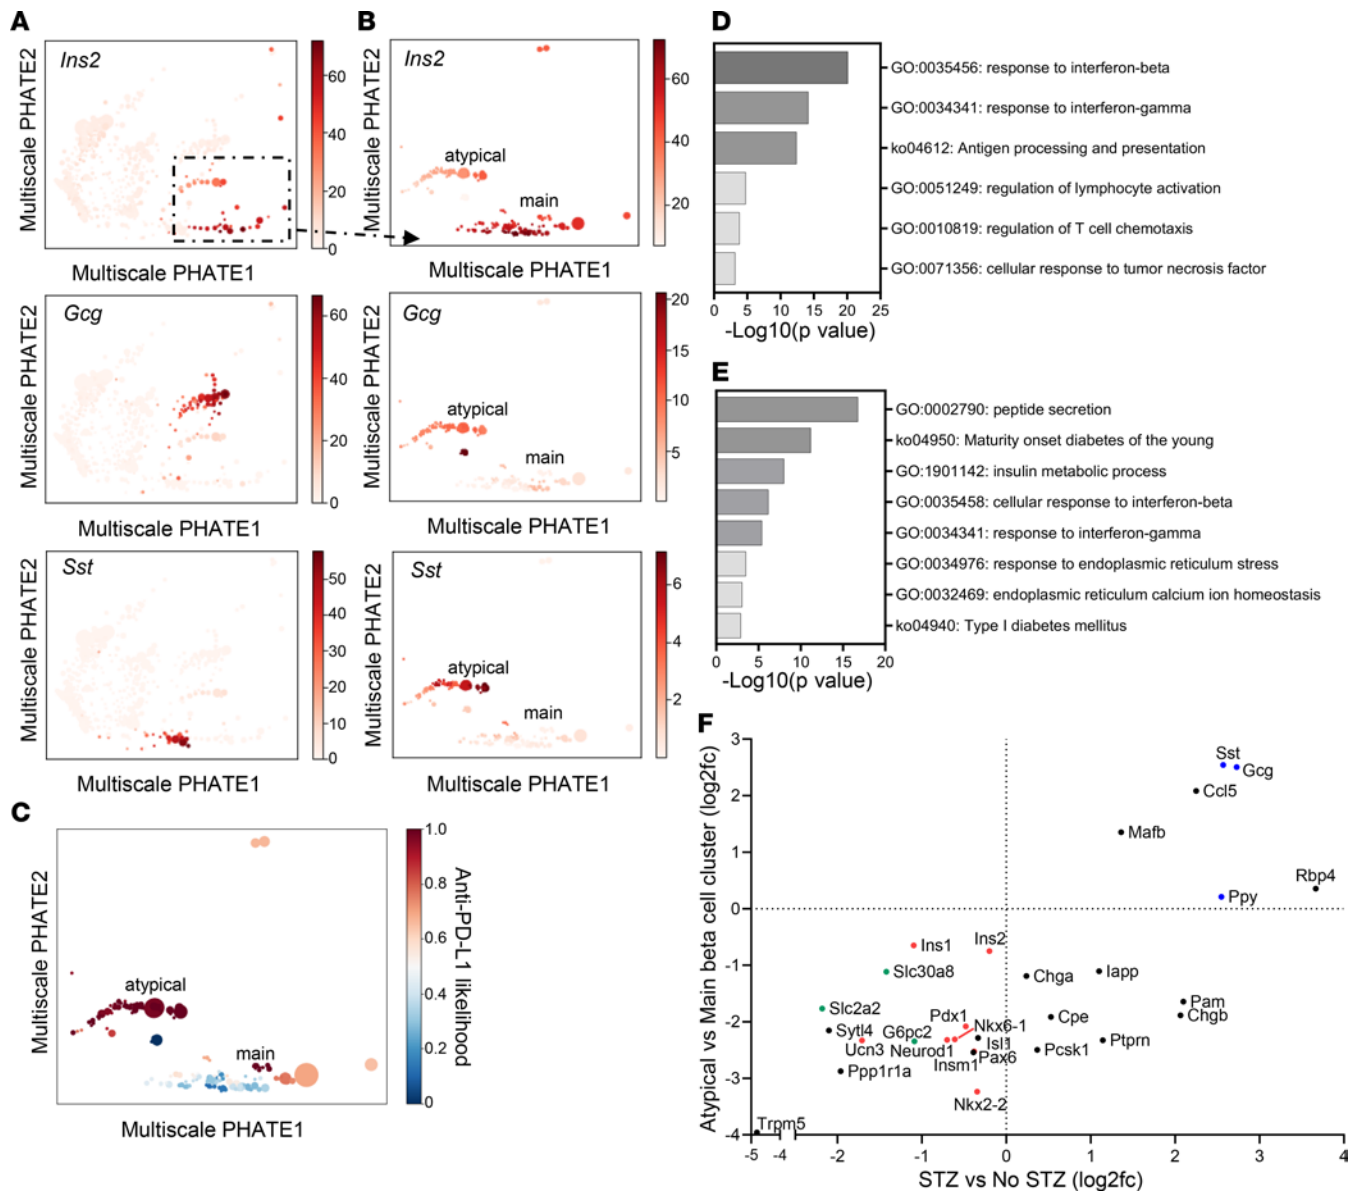 A
Ins2
Multiscale PHATE2
60
40
20
0
Multiscale PHATE1
Gcg
Multiscale PHATE2
60
40
20
0
Multiscale PHATE1
Sst
Multiscale PHATE2
50
40
30
20
10
0
Multiscale PHATE1
B
Ins2
atypical
main
Multiscale PHATE2
60
40
20
Multiscale PHATE1
Gcg
atypical
main
Multiscale PHATE2
20
15
10
5
Multiscale PHATE1
Sst
atypical
main
Multiscale PHATE2
6
4
2
Multiscale PHATE1
C
atypical
main
Multiscale PHATE2
Multiscale PHATE1
1.0
0.8
0.6
0.4
0.2
0
Anti-PD-L1 likelihood
D
GO:0035456: response to interferon-beta
GO:0034341: response to interferon-gamma
ko04612: Antigen processing and presentation
GO:0051249: regulation of lymphocyte activation
GO:0010819: regulation of T cell chemotaxis
GO:0071356: cellular response to tumor necrosis factor
0 5 10 15 20 25
-Log10(p value)
E
GO:0002790: peptide secretion
ko04950: Maturity onset diabetes of the young
GO:1901142: insulin metabolic process
GO:0035458: cellular response to interferon-beta
GO:0034341: response to interferon-gamma
GO:0034976: response to endoplasmic reticulum stress
GO:0032469: endoplasmic reticulum calcium ion homeostasis
ko04940: Type I diabetes mellitus
0 5 10 15 20
-Log10(p value)
F
Atypical vs Main beta cell cluster (log2fc)
3
2
1
0
-1
-2
-3
-4
Sst
Gcg
Ccl5
Mafb
Rbp4
Ppy
Ins1
Ins2
Slc30a8
Chga
Iapp
Slc2a2
Pam
Sytl4
G6pc2
Pdx1
Nkx6-1
Cpe
Chgb
Ucn3
Neurod1
Isl1
Ptprn
Ppp1r1a
Insm1
Pax6
Pcsk1
Nkx2-2
Trpm5
-5 -4 -2 -1 0 1 2 3 4
STZ vs No STZ (log2fc)